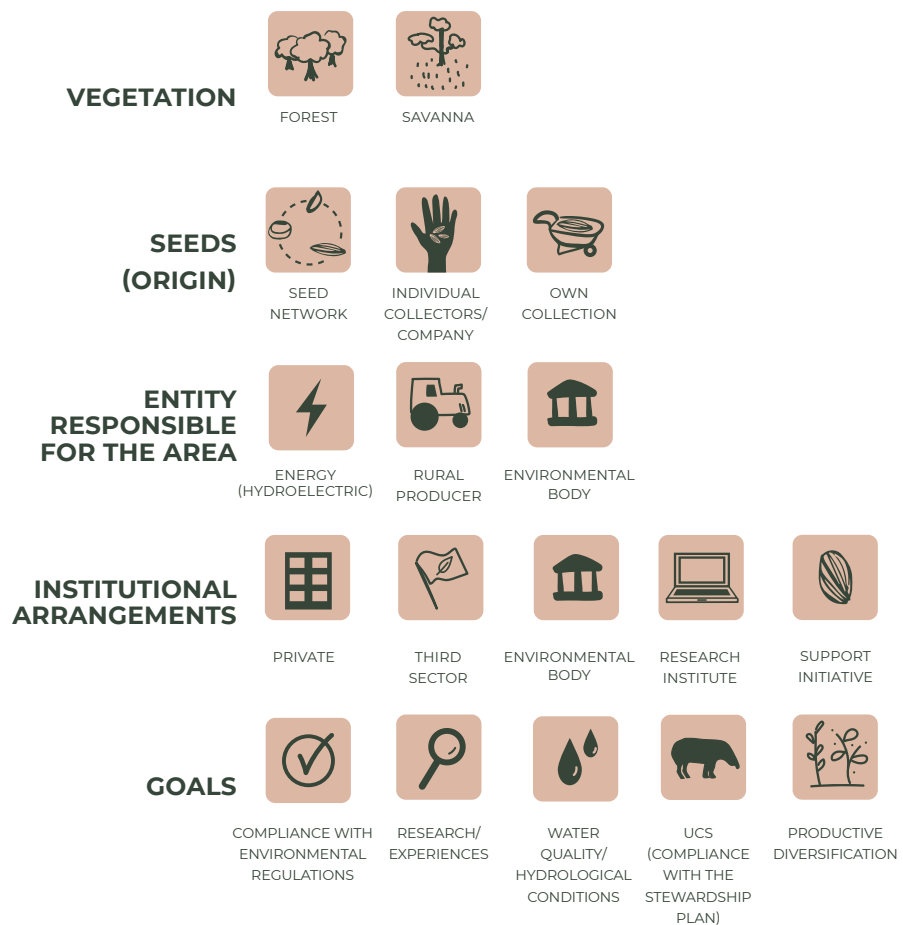 VEGETATION
FOREST
SAVANNA
SEEDS
(ORIGIN)
SEED
NETWORK
INDIVIDUAL
COLLECTORS/
COMPANY
OWN
COLLECTION
ENTITY
RESPONSIBLE
FOR THE AREA
ENERGY
(HYDROELECTRIC)
RURAL
PRODUCER
ENVIRONMENTAL
BODY
INSTITUTIONAL
ARRANGEMENTS
PRIVATE
THIRD
SECTOR
ENVIRONMENTAL
BODY
RESEARCH
INSTITUTE
SUPPORT
INITIATIVE
GOALS
COMPLIANCE WITH
ENVIRONMENTAL
REGULATIONS
RESEARCH/
EXPERIENCES
WATER
QUALITY/
HYDROLOGICAL
CONDITIONS
UCS
(COMPLIANCE
WITH THE
STEWARDSHIP
PLAN)
PRODUCTIVE
DIVERSIFICATION